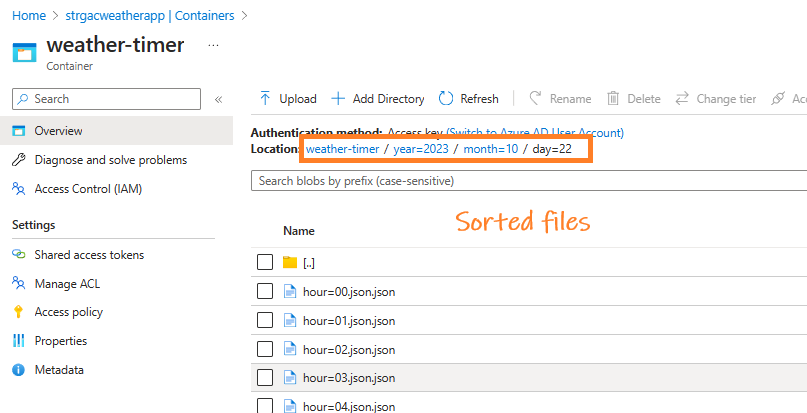 Home > strgacweatherapp | Containers >
weather-timer ...
Container
Search «
Overview
Diagnose and solve problems
Access Control (IAM)
Settings
Shared access tokens
Manage ACL
Access policy
Properties
Metadata
Upload Add Directory Refresh Rename Delete Change tier Ac
Authentication method: Access key (Switch to Azure AD User Account)
Location: weather-timer / year=2023 / month=10 / day=22
Search blobs by prefix (case-sensitive)
Sorted files
Name
[..]
hour=00.json.json
hour=01.json.json
hour=02.json.json
hour=03.json.json
hour=04.json.json